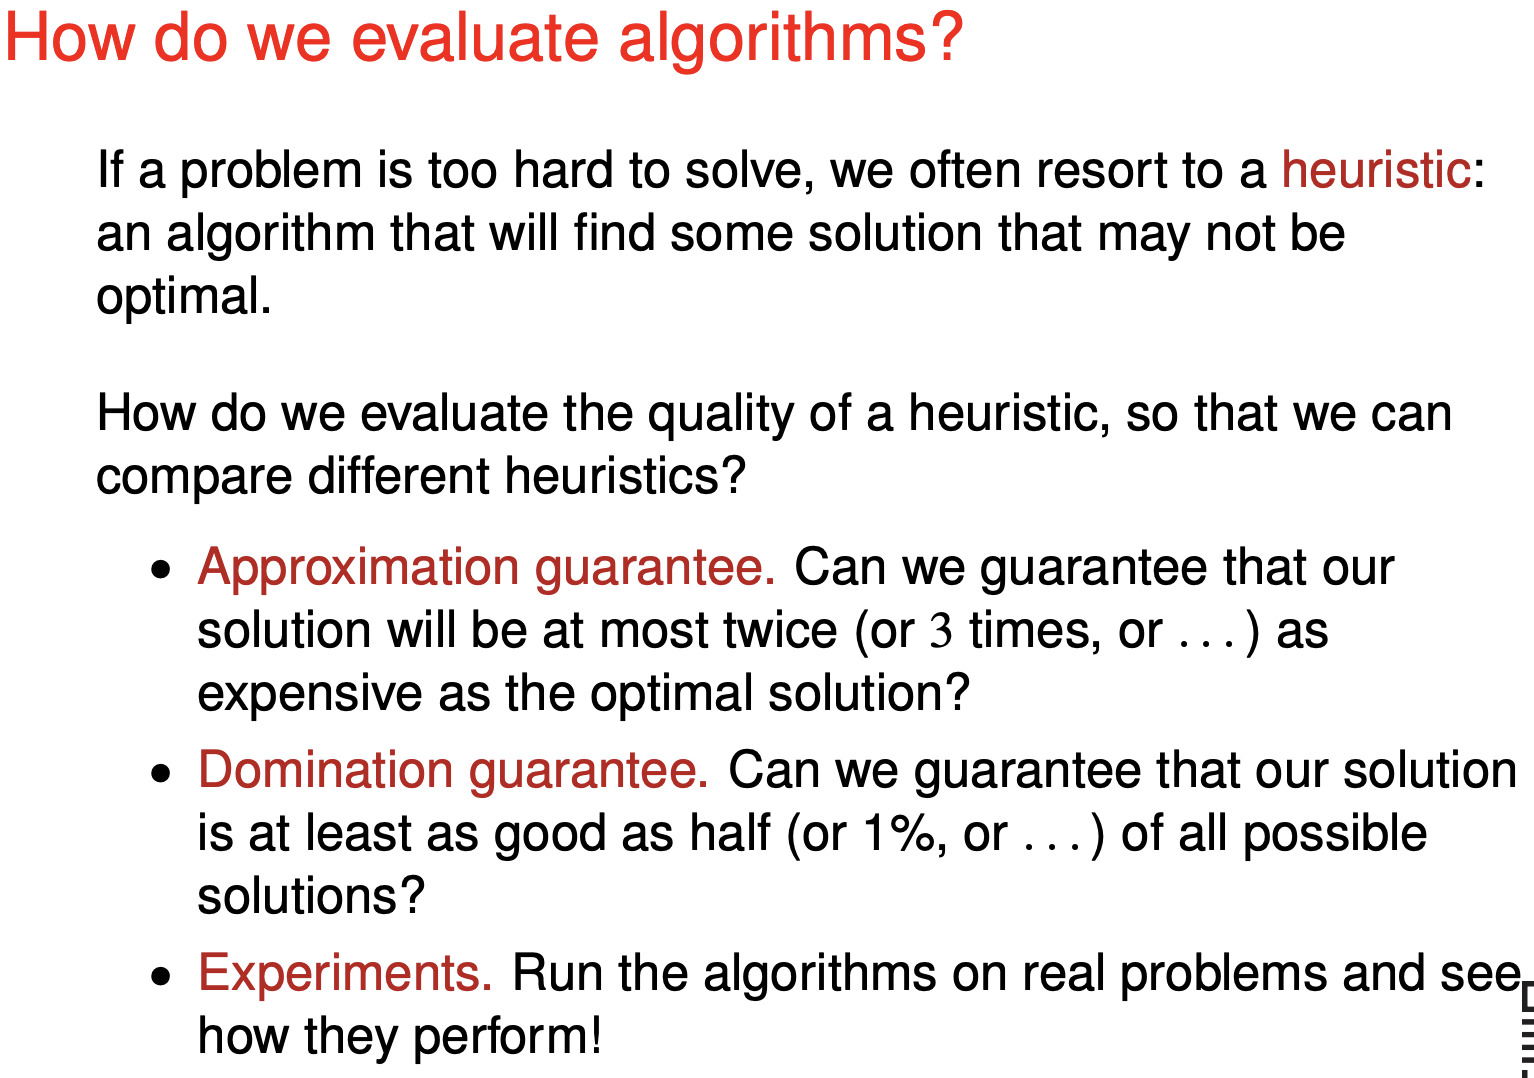 How do we evaluate algorithms?
If a problem is too hard to solve, we often resort to a heuristic:
an algorithm that will find some solution that may not be
optimal.
How do we evaluate the quality of a heuristic, so that we can
compare different heuristics?
• Approximation guarantee. Can we guarantee that our
solution will be at most twice (or 3 times, or . . . ) as
expensive as the optimal solution?
• Domination guarantee. Can we guarantee that our solution
is at least as good as half (or 1%, or . . . ) of all possible
solutions?
• Experiments. Run the algorithms on real problems and see
how they perform!